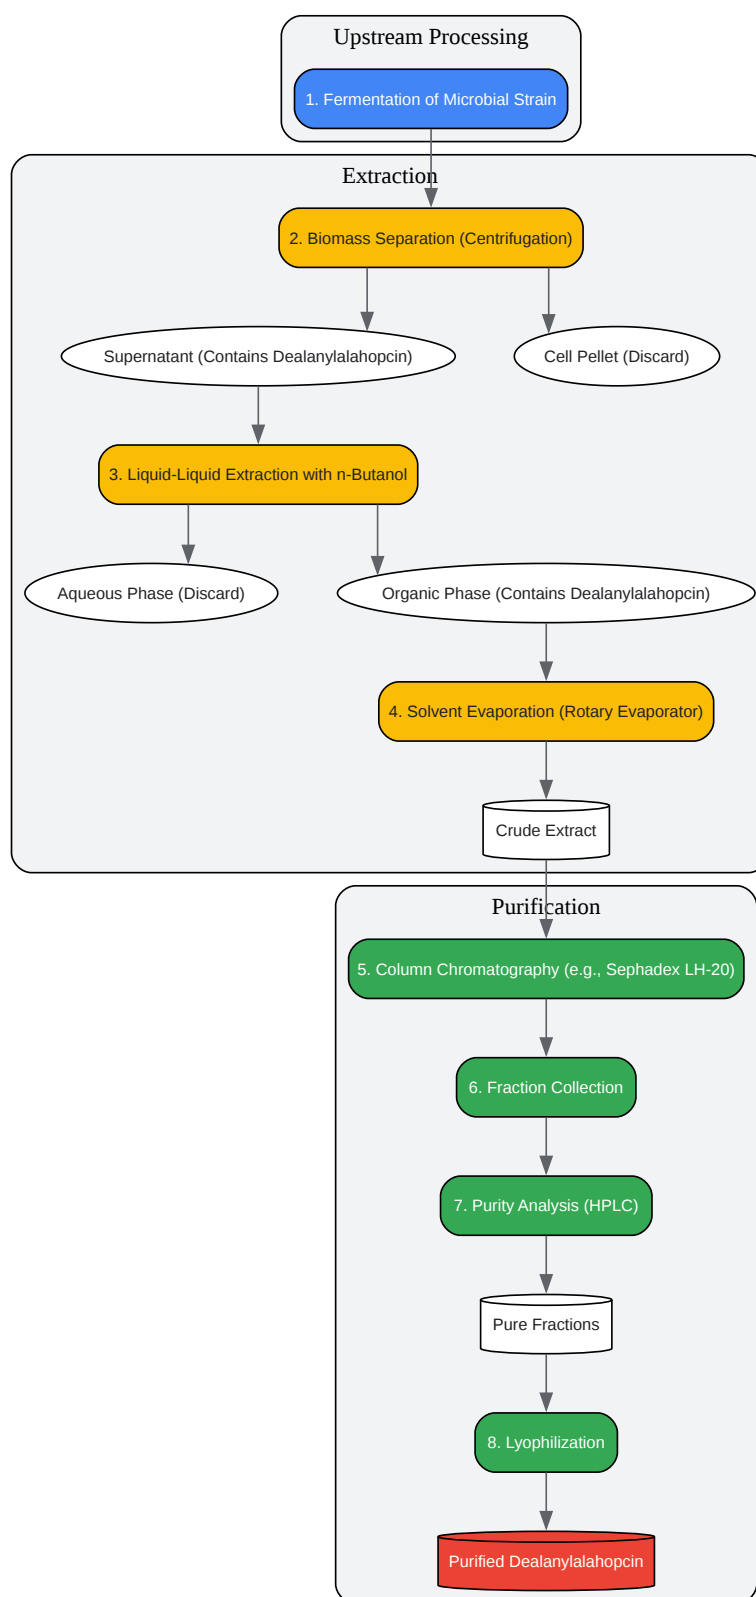 Upstream Processing
1. Fermentation of Microbial Strain
Extraction
2. Biomass Separation (Centrifugation)
Supernatant (Contains Dealanylalahopcin)
Cell Pellet (Discard)
3. Liquid-Liquid Extraction with n-Butanol
Aqueous Phase (Discard)
Organic Phase (Contains Dealanylalahopcin)
4. Solvent Evaporation (Rotary Evaporator)
Crude Extract
Purification
5. Column Chromatography (e.g., Sephadex LH-20)
6. Fraction Collection
7. Purity Analysis (HPLC)
Pure Fractions
8. Lyophilization
Purified Dealanylalahopcin